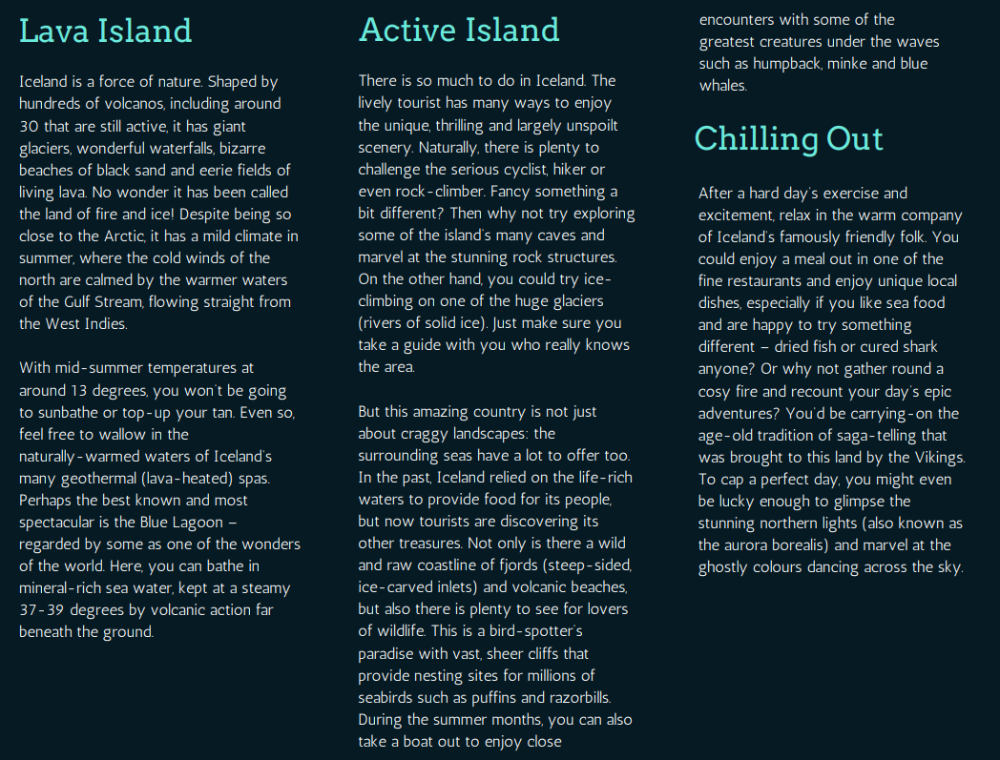 Lava Island
Iceland is a force of nature. Shaped by
hundreds of volcanos, including around
30 that are still active, it has giant
glaciers, wonderful waterfalls, bizarre
beaches of black sand and eerie fields of
living lava. No wonder it has been called
the land of fire and ice! Despite being so
close to the Arctic, it has a mild climate in
summer, where the cold winds of the
north are calmed by the warmer waters
of the Gulf Stream, flowing straight from
the West Indies.
With mid-summer temperatures at
around 13 degrees, you won't be going
to sunbathe or top-up your tan. Even so,
feel free to wallow in the
naturally-warmed waters of Iceland's
many geothermal (lava-heated) spas.
Perhaps the best known and most
spectacular is the Blue Lagoon –
regarded by some as one of the wonders
of the world. Here, you can bathe in
mineral-rich sea water, kept at a steamy
37-39 degrees by volcanic action far
beneath the ground.
Active Island
There is so much to do in Iceland. The
lively tourist has many ways to enjoy
the unique, thrilling and largely unspoilt
scenery. Naturally, there is plenty to
challenge the serious cyclist, hiker or
even rock-climber. Fancy something a
bit different? Then why not try exploring
some of the island's many caves and
marvel at the stunning rock structures.
On the other hand, you could try ice-
climbing on one of the huge glaciers
(rivers of solid ice). Just make sure you
take a guide with you who really knows
the area.
But this amazing country is not just
about craggy landscapes: the
surrounding seas have a lot to offer too.
In the past, Iceland relied on the life-rich
waters to provide food for its people,
but now tourists are discovering its
other treasures. Not only is there a wild
and raw coastline of fjords (steep-sided,
ice-carved inlets) and volcanic beaches,
but also there is plenty to see for lovers
of wildlife. This is a bird-spotter's
paradise with vast, sheer cliffs that
provide nesting sites for millions of
seabirds such as puffins and razorbills.
During the summer months, you can also
take a boat out to enjoy close
encounters with some of the
greatest creatures under the waves
such as humpback, minke and blue
whales.
Chilling Out
After a hard day's exercise and
excitement, relax in the warm company
of Iceland's famously friendly folk. You
could enjoy a meal out in one of the
fine restaurants and enjoy unique local
dishes, especially if you like sea food
and are happy to try something
different – dried fish or cured shark
anyone? Or why not gather round a
cosy fire and recount your day's epic
adventures? You'd be carrying-on the
age-old tradition of saga-telling that
was brought to this land by the Vikings.
To cap a perfect day, you might even
be lucky enough to glimpse the
stunning northern lights (also known as
the aurora borealis) and marvel at the
ghostly colours dancing across the sky.